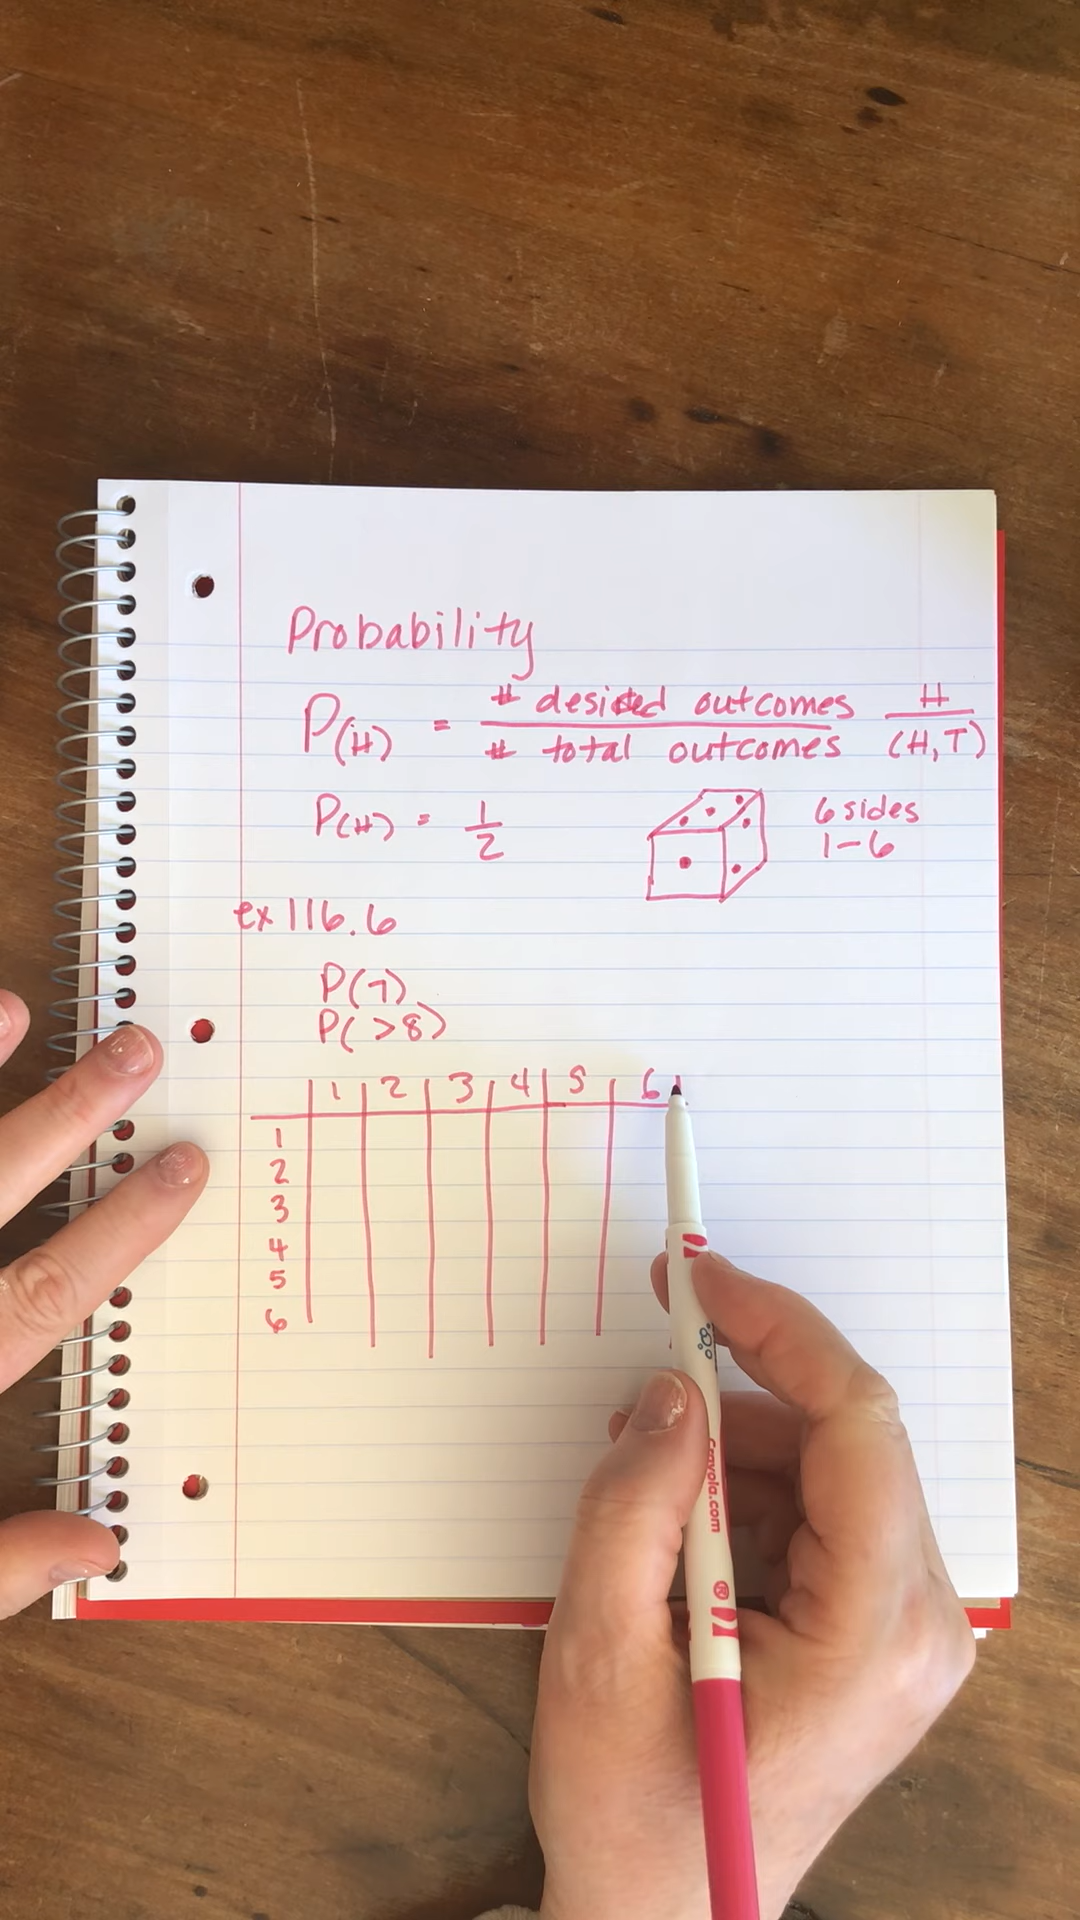 Probability
P(H) = # desired outcomes / # total outcomes H / (H,T)
P(H) = 1/2
6 sides
1-6
ex 116.6
P(7)
P(>8)
1 2 3 4 5 6
1
2
3
4
5
6
Crayola.com